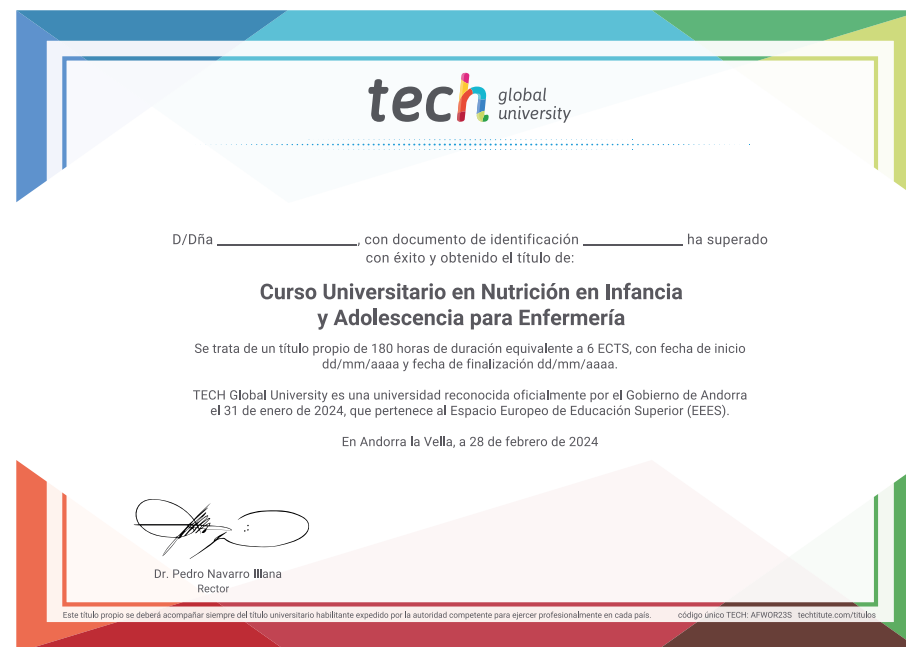 tech global
university
D/Dña ____________________, con documento de identificación ______________ ha superado
con éxito y obtenido el título de:
Curso Universitario en Nutrición en Infancia
y Adolescencia para Enfermería
Se trata de un título propio de 180 horas de duración equivalente a 6 ECTS, con fecha de inicio
dd/mm/aaaa y fecha de finalización dd/mm/aaaa.
TECH Global University es una universidad reconocida oficialmente por el Gobierno de Andorra
el 31 de enero de 2024, que pertenece al Espacio Europeo de Educación Superior (EEES).
En Andorra la Vella, a 28 de febrero de 2024
Dr. Pedro Navarro Illana
Rector
Este título propio se deberá acompañar siempre del título universitario habilitante expedido por la autoridad competente para ejercer profesionalmente en cada país. código único TECH: AFWOR23S techtitute.com/titulos